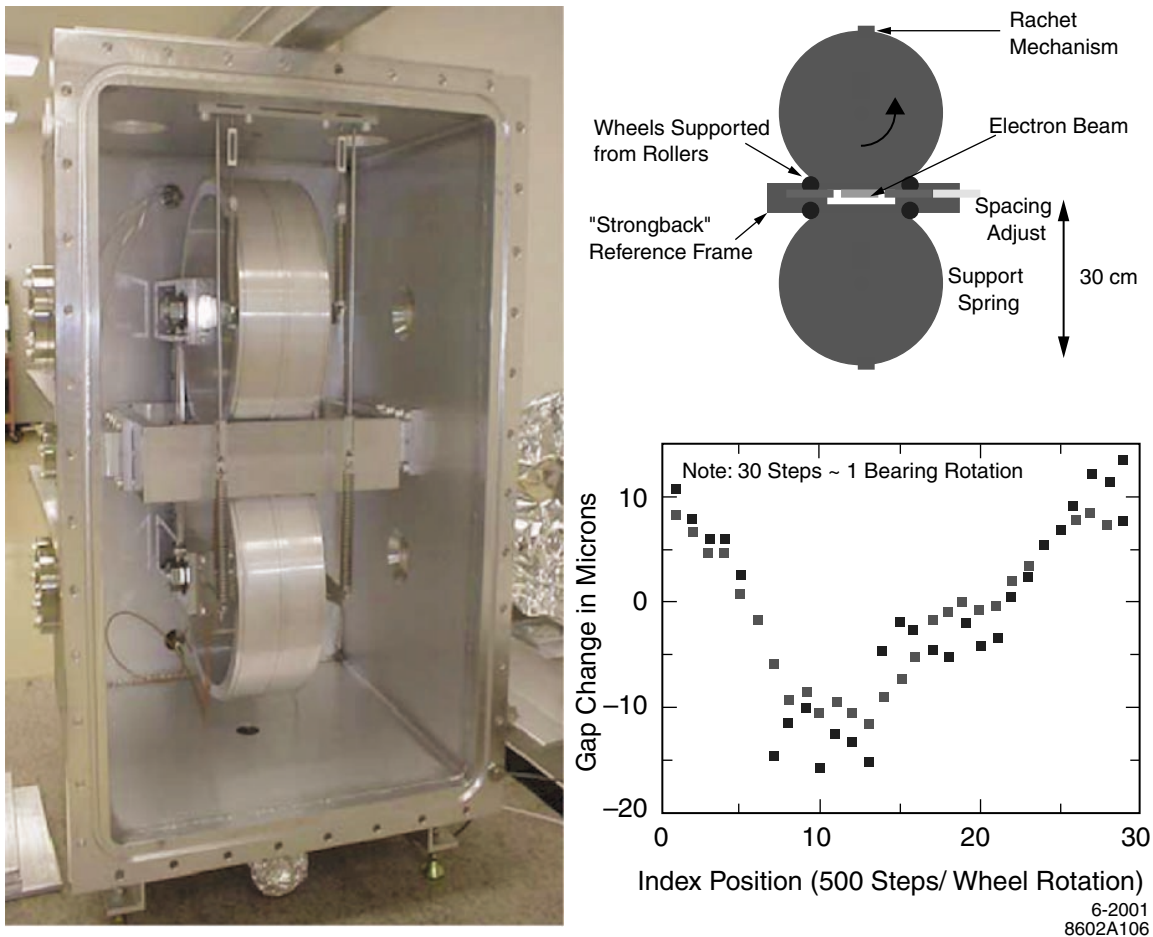 Rachet
Mechanism
Wheels Supported
from Rollers
Electron Beam
"Strongback"
Reference Frame
Spacing
Adjust
Support
Spring
30 cm
Note: 30 Steps ~ 1 Bearing Rotation
Gap Change in Microns
10
0
–10
–20
0
10
20
30
Index Position (500 Steps/ Wheel Rotation)
6-2001
8602A106